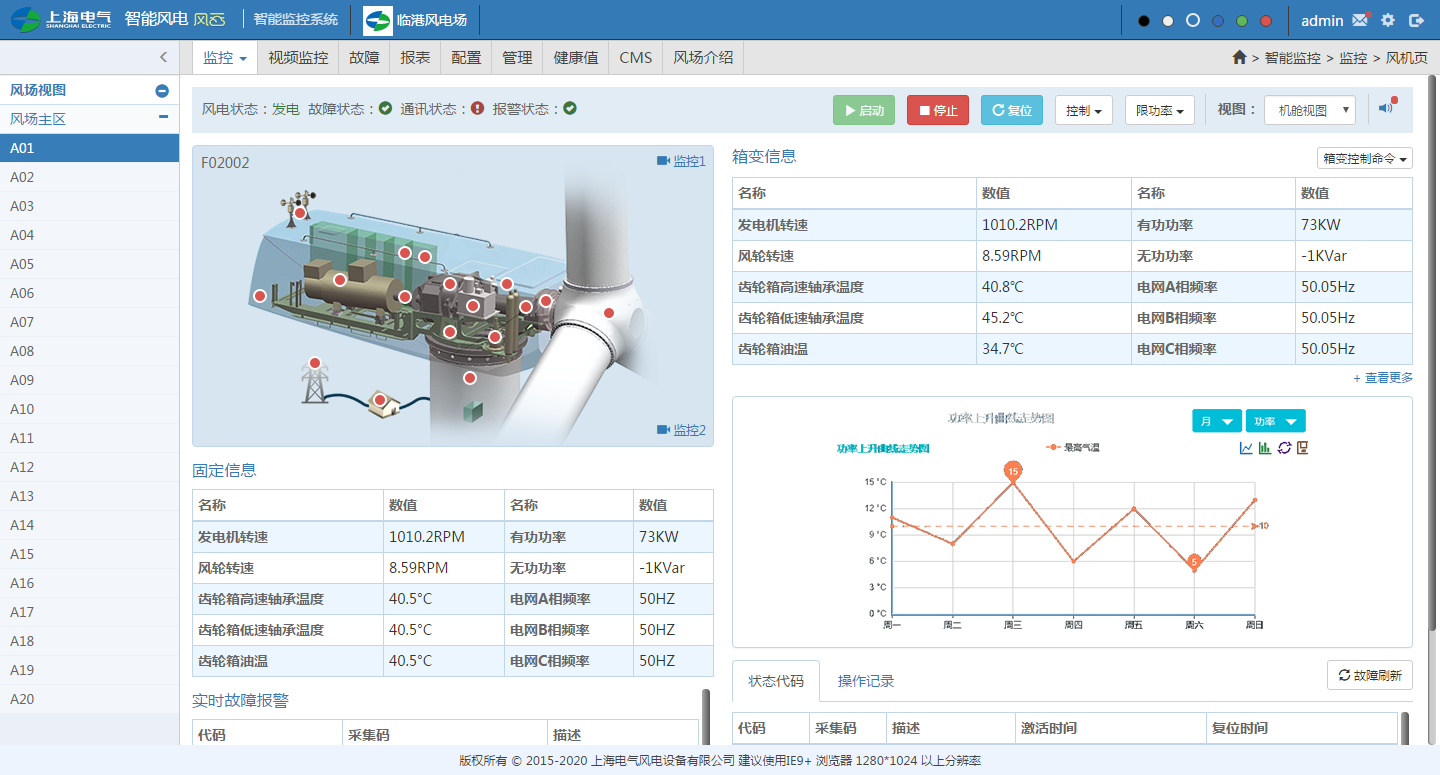 上海电气 SHANGHAI ELECTRIC 智能风电 智能监控系统 临港风电场 admin
监控 视频监控 故障 报表 配置 管理 健康值 CMS 风场介绍 > 智能监控 > 监控 > 风机页
风场视图
风场主区
A01
A02
A03
A04
A05
A06
A07
A08
A09
A10
A11
A12
A13
A14
A15
A16
A17
A18
A19
A20
风电状态：发电 故障状态： 通讯状态： 报警状态： 启动 停止 复位 控制 限功率 视图： 机舱视图
F02002 监控1
监控2
固定信息
名称 数值 名称 数值
发电机转速 1010.2RPM 有功功率 73KW
风轮转速 8.59RPM 无功功率 -1KVar
齿轮箱高速轴承温度 40.5°C 电网A相频率 50HZ
齿轮箱低速轴承温度 40.5°C 电网B相频率 50HZ
齿轮箱油温 40.5°C 电网C相频率 50HZ
实时故障报警
代码 采集码 描述
箱变信息 箱变控制命令
名称 数值 名称 数值
发电机转速 1010.2RPM 有功功率 73KW
风轮转速 8.59RPM 无功功率 -1KVar
齿轮箱高速轴承温度 40.8℃ 电网A相频率 50.05Hz
齿轮箱低速轴承温度 45.2℃ 电网B相频率 50.05Hz
齿轮箱油温 34.7℃ 电网C相频率 50.05Hz
+ 查看更多
功率上升曲线走势图 月 功率
功率上升曲线走势图 最高气温
15
15 °C
12 °C
10
9 °C
5
6 °C
3 °C
0 °C
周一 周二 周三 周四 周五 周六 周日
状态代码 操作记录 故障刷新
代码 采集码 描述 激活时间 复位时间
版权所有 © 2015-2020 上海电气风电设备有限公司 建议使用IE9+ 浏览器 1280*1024 以上分辨率